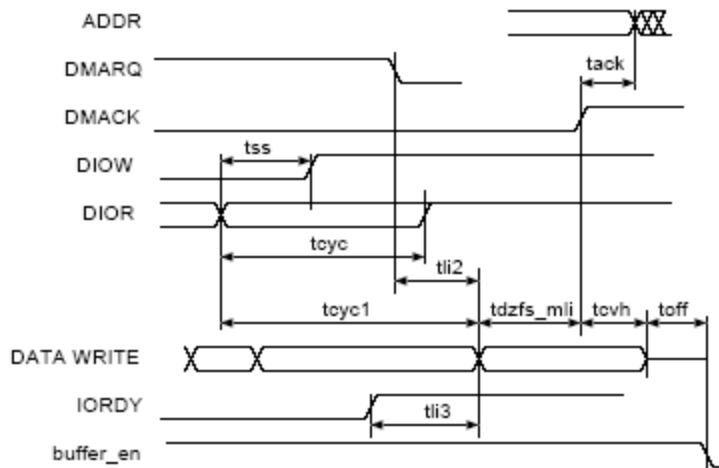 ADDR
DMARQ
tack
DMACK
tss
DIOW
DIOR
tcyc
tli2
tcyc1 tdzfs_mli tcvh toff
DATA WRITE
IORDY
tli3
buffer_en